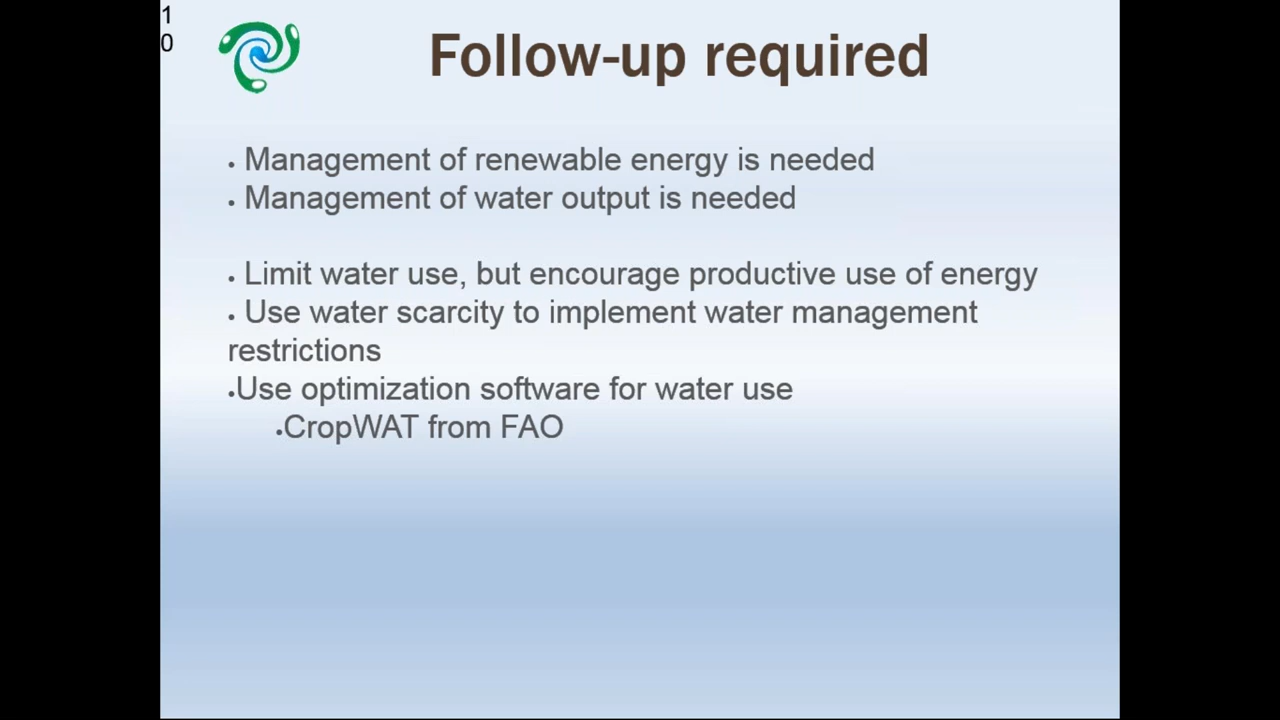 1
0
Follow-up required
• Management of renewable energy is needed
• Management of water output is needed
• Limit water use, but encourage productive use of energy
• Use water scarcity to implement water management
restrictions
•Use optimization software for water use
•CropWAT from FAO